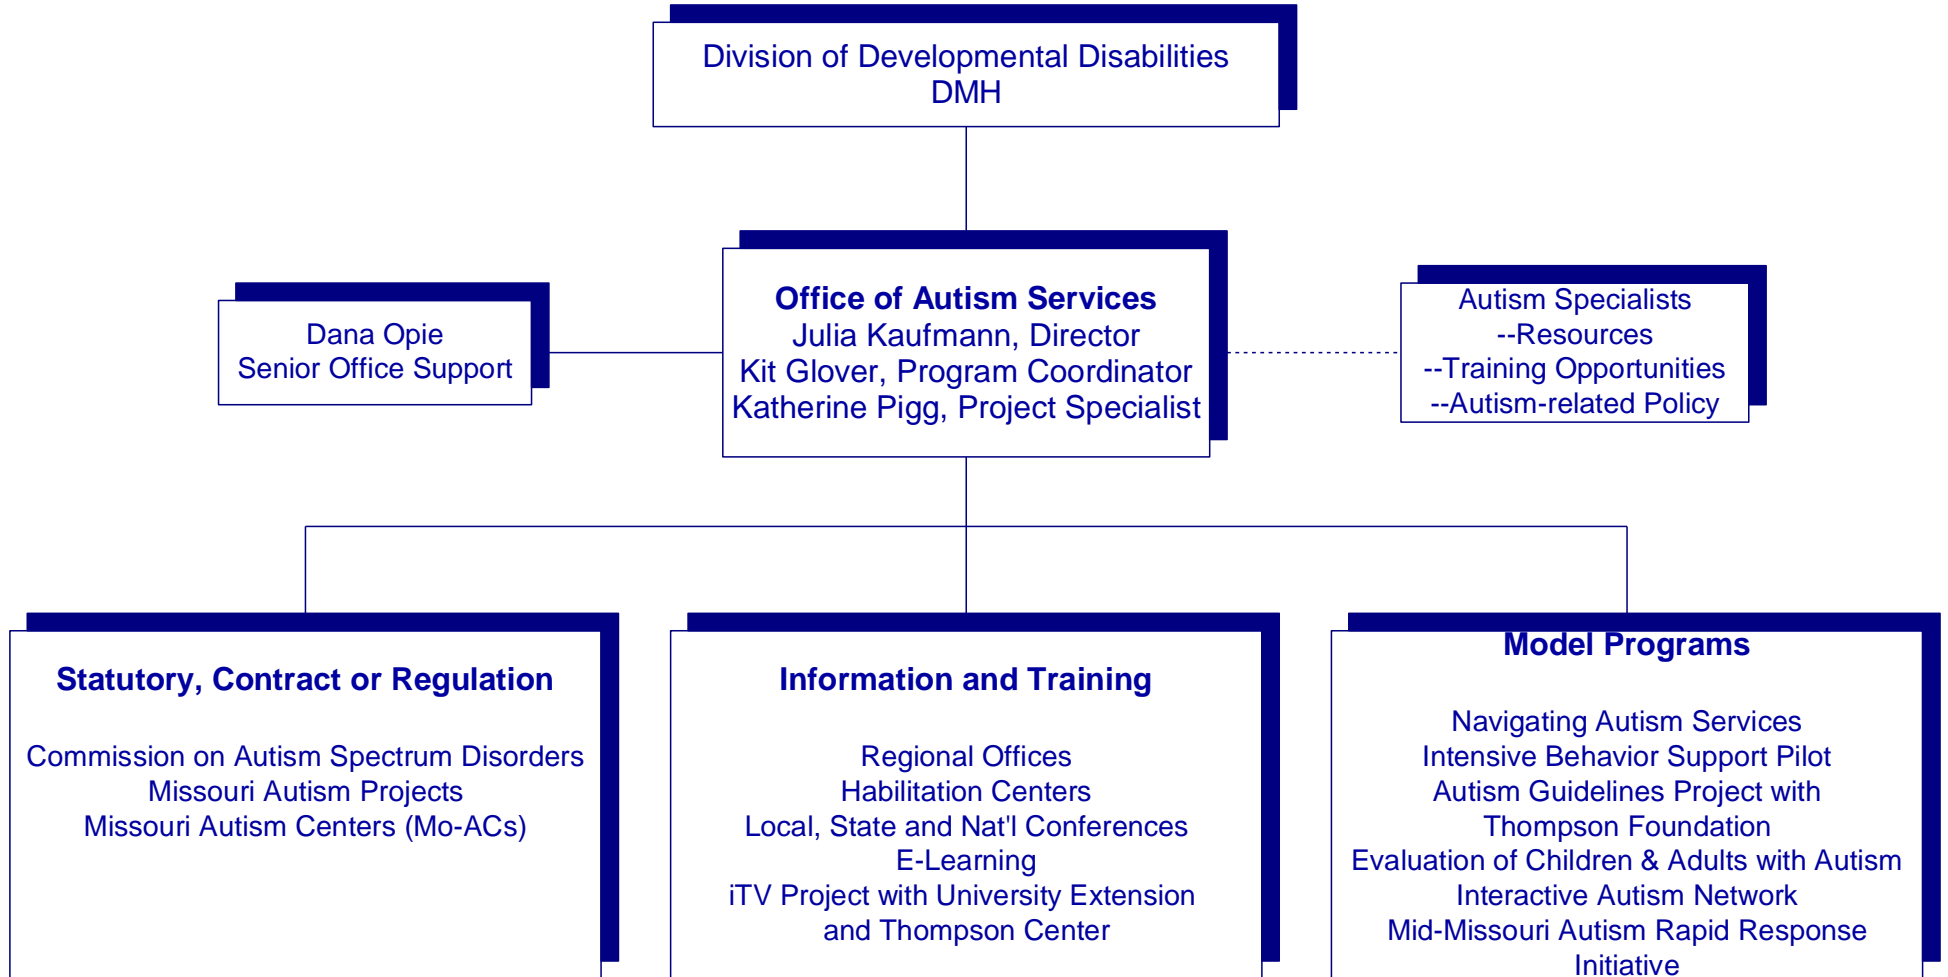 Division of Developmental Disabilities
DMH
Dana Opie
Senior Office Support
Office of Autism Services
Julia Kaufmann, Director
Kit Glover, Program Coordinator
Katherine Pigg, Project Specialist
Autism Specialists
--Resources
--Training Opportunities
--Autism-related Policy
Statutory, Contract or Regulation
Commission on Autism Spectrum Disorders
Missouri Autism Projects
Missouri Autism Centers (Mo-ACs)
Information and Training
Regional Offices
Habilitation Centers
Local, State and Nat'l Conferences
E-Learning
iTV Project with University Extension
and Thompson Center
Model Programs
Navigating Autism Services
Intensive Behavior Support Pilot
Autism Guidelines Project with
Thompson Foundation
Evaluation of Children & Adults with Autism
Interactive Autism Network
Mid-Missouri Autism Rapid Response
Initiative